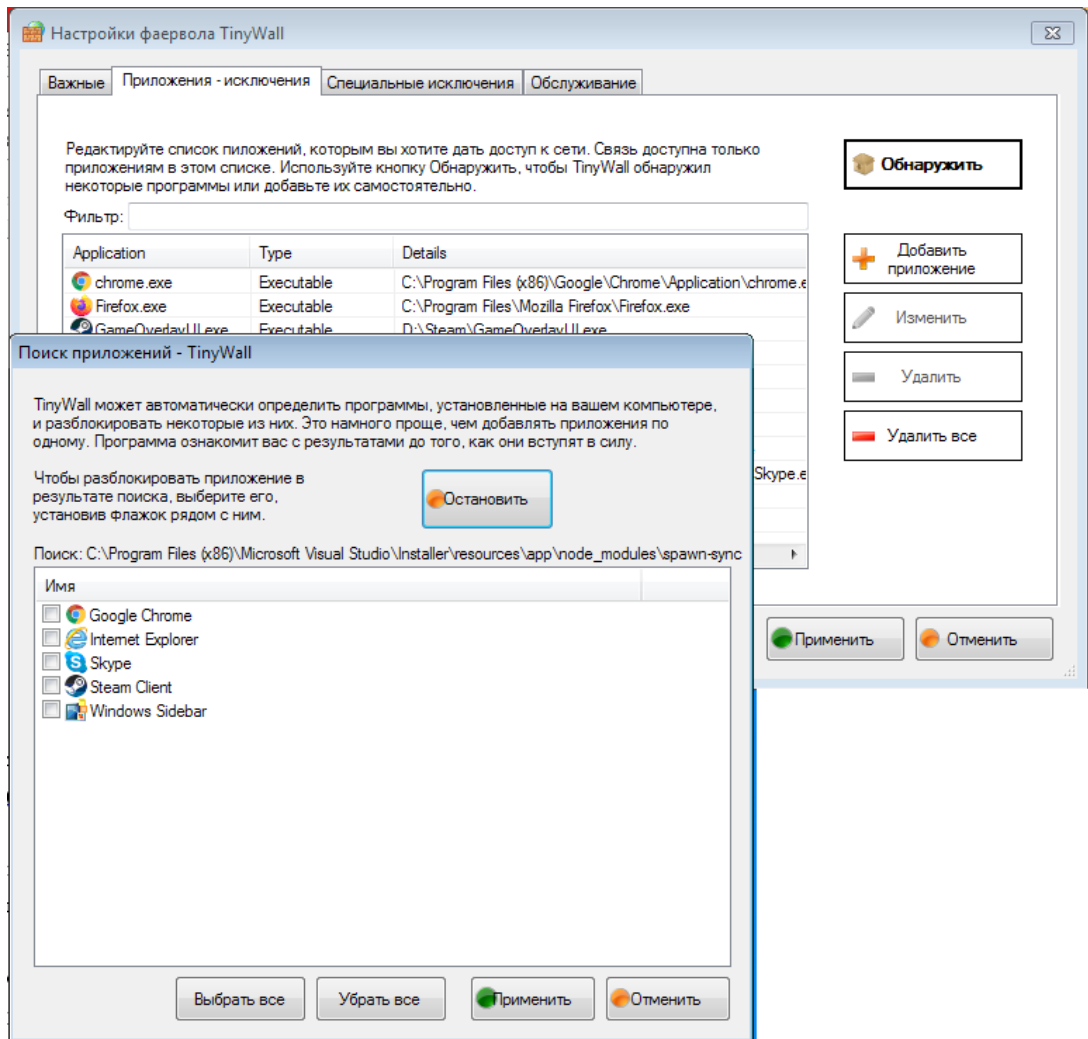 Настройки фаервола TinyWall
Важные
Приложения - исключения
Специальные исключения
Обслуживание
Редактируйте список пиложений, которым вы хотите дать доступ к сети. Связь доступна только
приложениям в этом списке. Используйте кнопку Обнаружить, чтобы TinyWall обнаружил
некоторые программы или добавьте их самостоятельно.
Обнаружить
Фильтр:
Application Type Details
chrome.exe Executable C:\Program Files (x86)\Google\Chrome\Application\chrome.e
Firefox.exe Executable C:\Program Files\Mozilla Firefox\Firefox.exe
GameOverlayUI.exe Executable D:\Steam\GameOverlayUI.exe
Skype.e
Добавить
приложение
Изменить
Удалить
Удалить все
Применить
Отменить
Поиск приложений - TinyWall
TinyWall может автоматически определить программы, установленные на вашем компьютере,
и разблокировать некоторые из них. Это намного проще, чем добавлять приложения по
одному. Программа ознакомит вас с результатами до того, как они вступят в силу.
Чтобы разблокировать приложение в
результате поиска, выберите его,
установив флажок рядом с ним.
Остановить
Поиск: C:\Program Files (x86)\Microsoft Visual Studio\Installer\resources\app\node_modules\spawn-sync
Имя
Google Chrome
Internet Explorer
Skype
Steam Client
Windows Sidebar
Выбрать все
Убрать все
Применить
Отменить